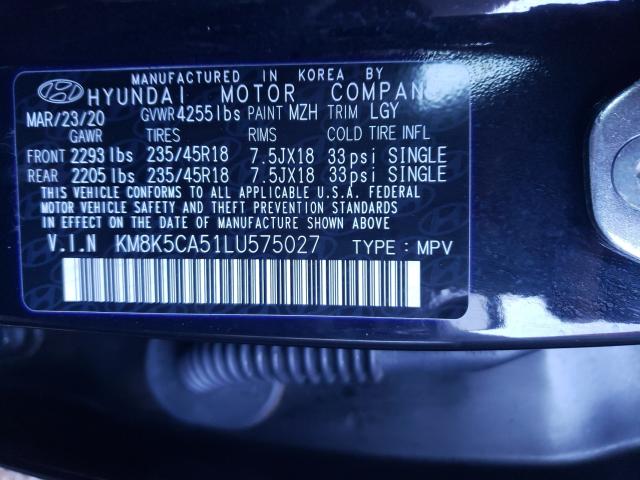 MANUFACTURED IN KOREA BY
HYUNDAI MOTOR COMPANY
MAR/23/20 GVWR 4255lbs PAINT MZH TRIM LGY
GAWR TIRES RIMS COLD TIRE INFL
FRONT 2293lbs 235/45R18 7.5JX18 33psi SINGLE
REAR 2205lbs 235/45R18 7.5JX18 33psi SINGLE
THIS VEHICLE CONFORMS TO ALL APPLICABLE U.S.A. FEDERAL
MOTOR VEHICLE SAFETY AND THEFT PREVENTION STANDARDS
IN EFFECT ON THE DATE OF MANUFACTURE SHOWN ABOVE
V.I.N KM8K5CA51LU575027 TYPE : MPV